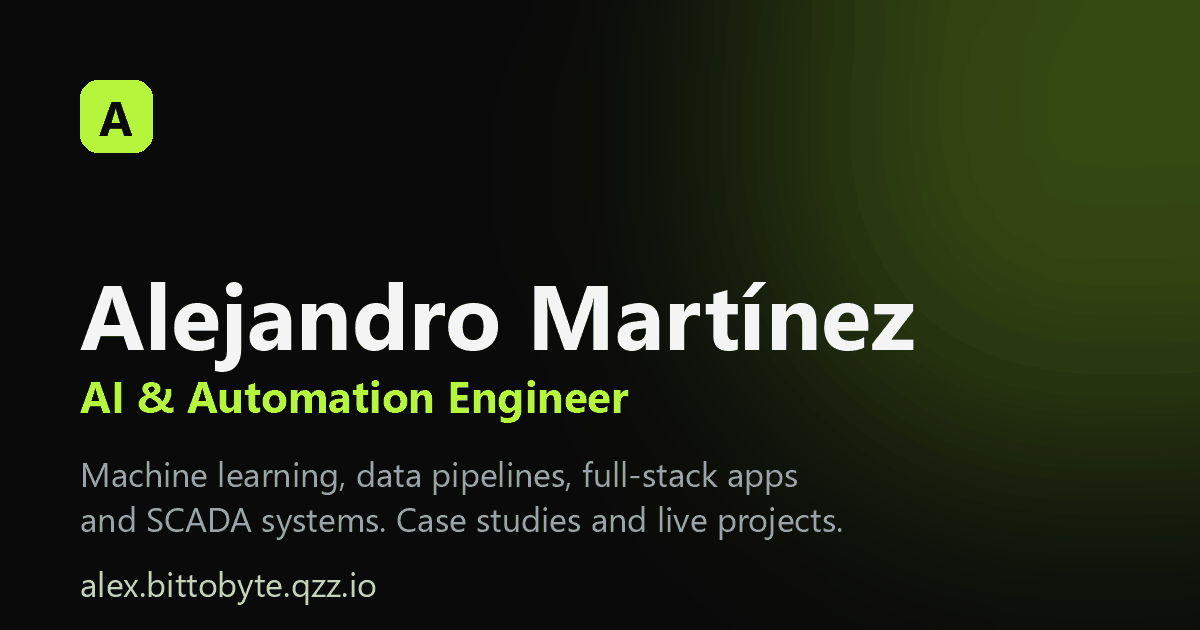 A
Alejandro Martínez
AI & Automation Engineer
Machine learning, data pipelines, full-stack apps
and SCADA systems. Case studies and live projects.
alex.bittobyte.qzz.io